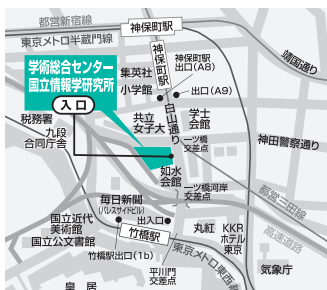 都営新宿線
神保町駅
東京メトロ半蔵門線
神保町駅
神保町駅
出口(A8)
靖国通り
学術総合センター
国立情報学研究所
入口
集英社
小学館
出口(A9)
白山通り
税務署
九段
合同庁舎
共立
女子大
学士
会館
一ツ橋
交差点
神田警察通り
如水
会館
一ツ橋河岸
交差点
都営三田線
毎日新聞
(パレスサイドビル)
国立近代
美術館
国立公文書館
出入口
竹橋駅
丸紅
KKR
ホテル
東京
高速道路
竹橋駅出口(1b)
平川門
交差点
東京メトロ東西線
気象庁
皇居